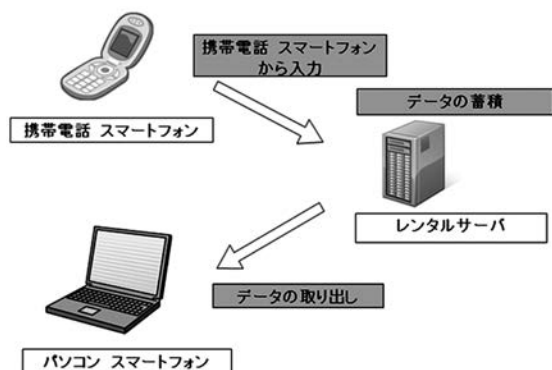 携帯電話 スマートフォン
から入力
データの蓄積
携帯電話 スマートフォン
レンタルサーバ
データの取り出し
パソコン スマートフォン